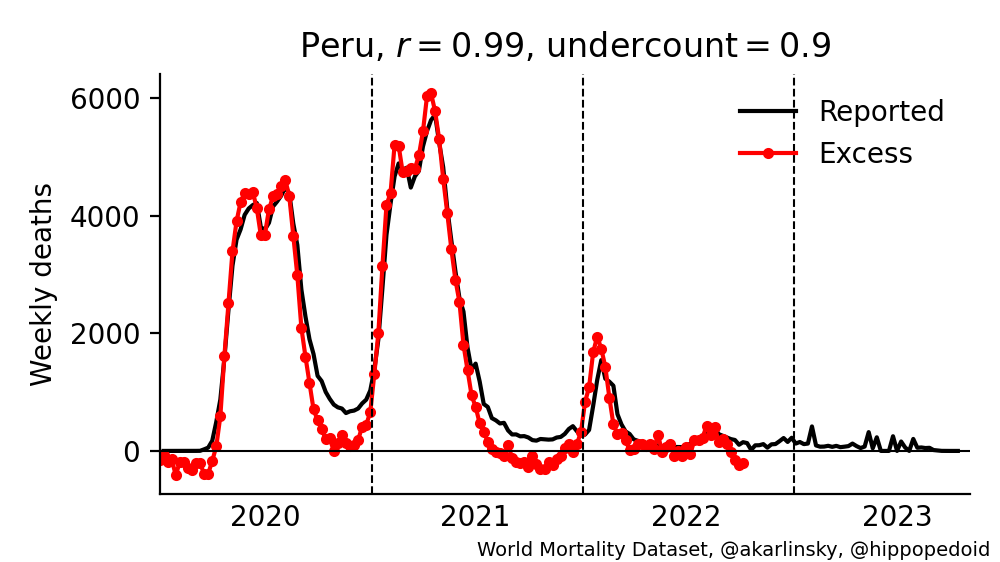 Peru, r = 0.99, undercount = 0.9
Weekly deaths
6000
4000
2000
0
Reported
Excess
2020 2021 2022 2023
World Mortality Dataset, @akarlinsky, @hippopedoid